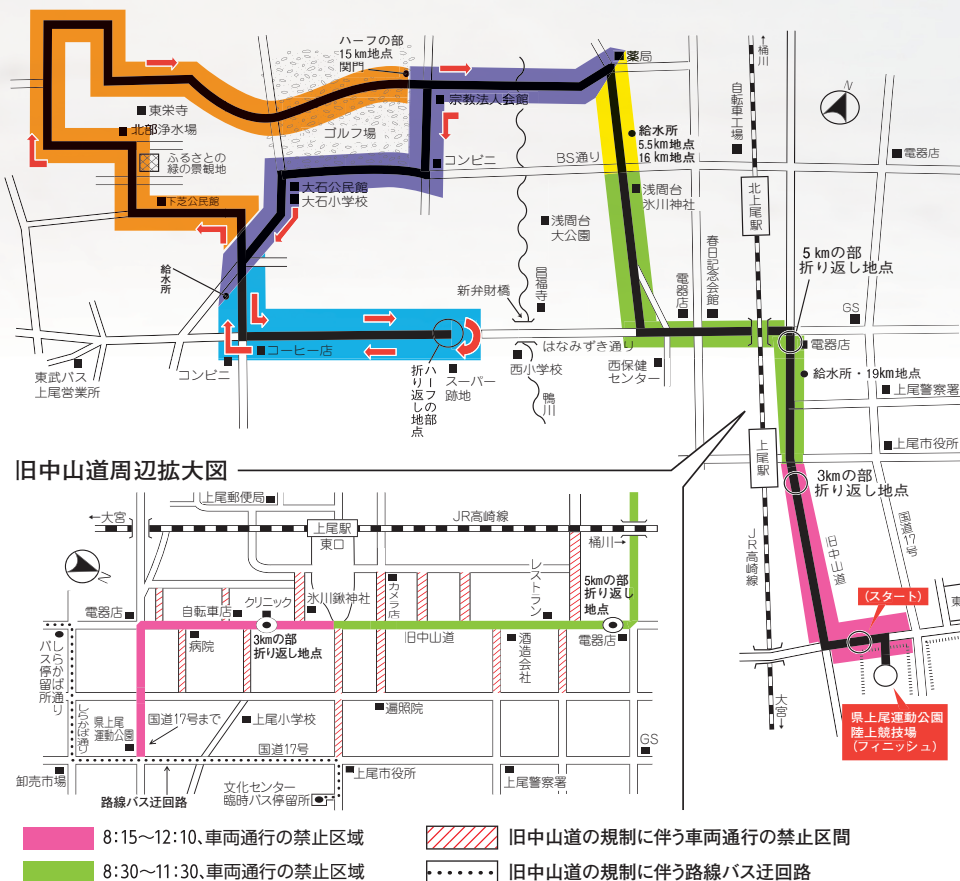 ハーフの部
15km地点
関門
薬局
←桶川
自転車工場
N
東栄寺
宗教法人会館
北部浄水場
ゴルフ場
給水所
5.5km地点
16km地点
BS通り
電器店
ふるさとの
緑の景観地
コンビニ
大石公民館
大石小学校
浅間台
氷川神社
北上尾駅
下芝公民館
浅間台
大公園
春日記念会館
5kmの部
折り返し地点
給水所
昌福寺
電器店
新弁財橋
GS
はなみずき通り
電器店
コーヒー店
コンビニ
東武バス
上尾営業所
ハーフの部
折り返し地点
スーパー
跡地
西小学校
西保健
センター
鴨川
給水所・19km地点
上尾警察署
上尾駅
上尾市役所
3kmの部
折り返し地点
国道17号
旧中山道
JR高崎線
(スタート)
東
大宮→
県上尾運動公園
陸上競技場
(フィニッシュ)
旧中山道周辺拡大図
上尾郵便局
←大宮
上尾駅
東口
JR高崎線
桶川→
N
電器店
自転車店
クリニック
氷川鍬神社
カメラ店
レストラン
5kmの部
折り返し
地点
しらかば通り
バス停留所
病院
3kmの部
折り返し地点
旧中山道
酒造会社
電器店
しらかば通り
県上尾
運動公園
国道17号まで
上尾小学校
遍照院
国道17号
GS
卸売市場
路線バス迂回路
文化センター
臨時バス停留所
上尾市役所
上尾警察署
8:15～12:10、車両通行の禁止区域
旧中山道の規制に伴う車両通行の禁止区間
8:30～11:30、車両通行の禁止区域
旧中山道の規制に伴う路線バス迂回路